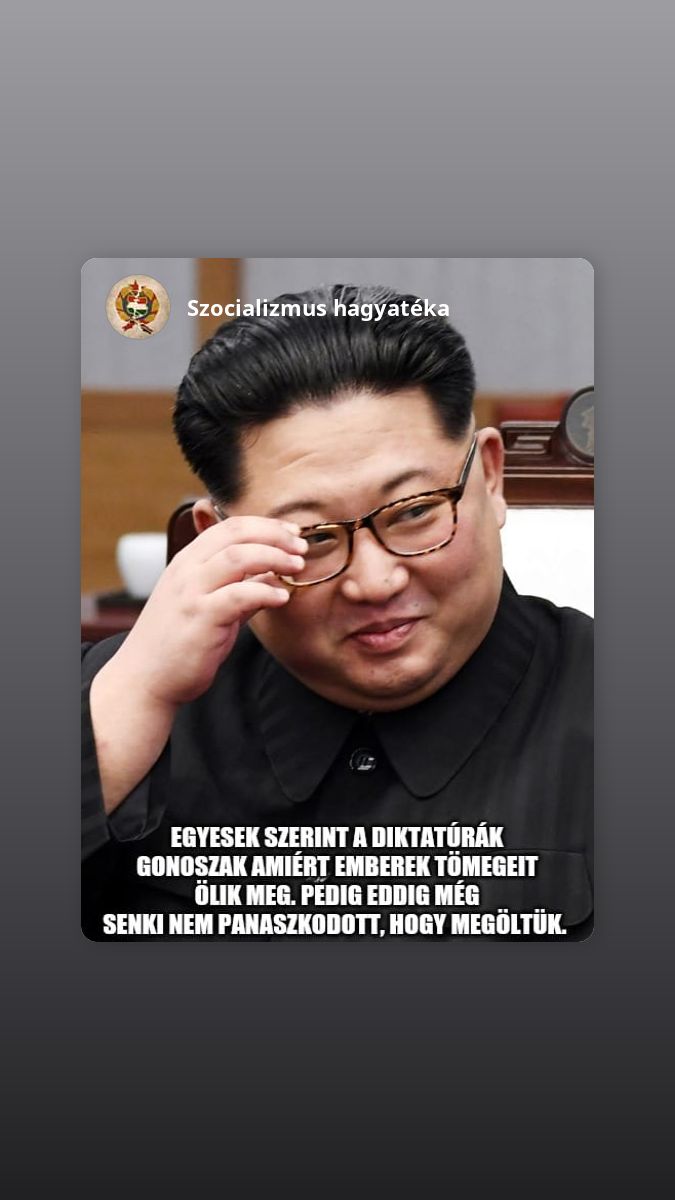 Szocializmus hagyatéka
EGYESEK SZERINT A DIKTATÚRÁK
GONOSZAK AMIÉRT EMBEREK TÖMEGEIT
ÖLIK MEG. PEDIG EDDIG MÉG
SENKI NEM PANASZKODOTT, HOGY MEGÖLTÜK.